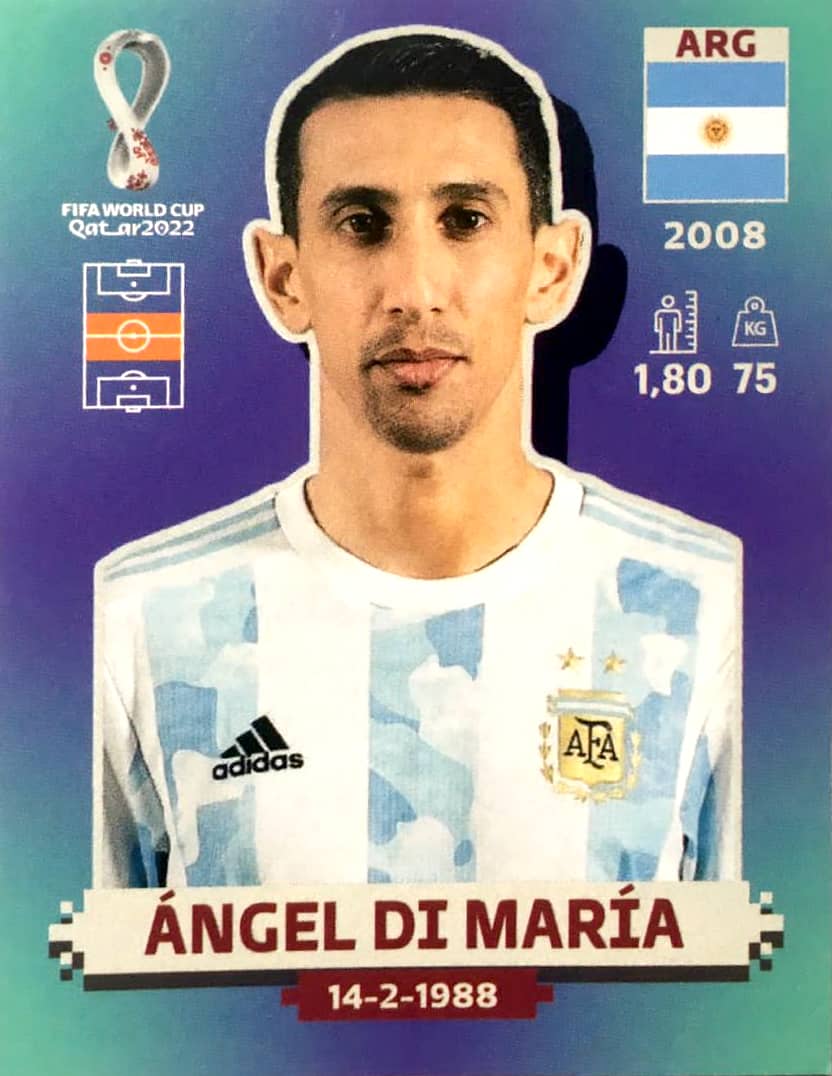 ARG
FIFA WORLD CUP
Qatar2022
2008
KG
1,80 75
adidas
AFA
ÁNGEL DI MARÍA
14-2-1988